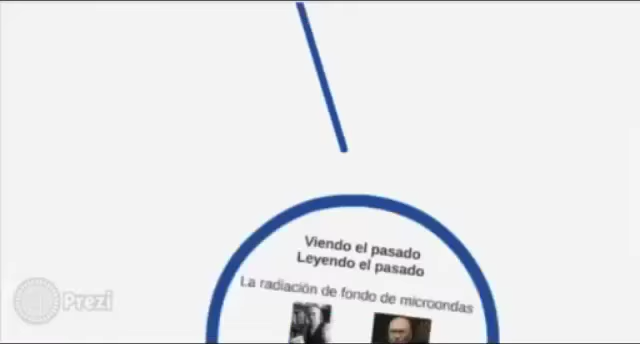 Viendo el pasado
Leyendo el pasado
La radiación de fondo de microondas
Prezi